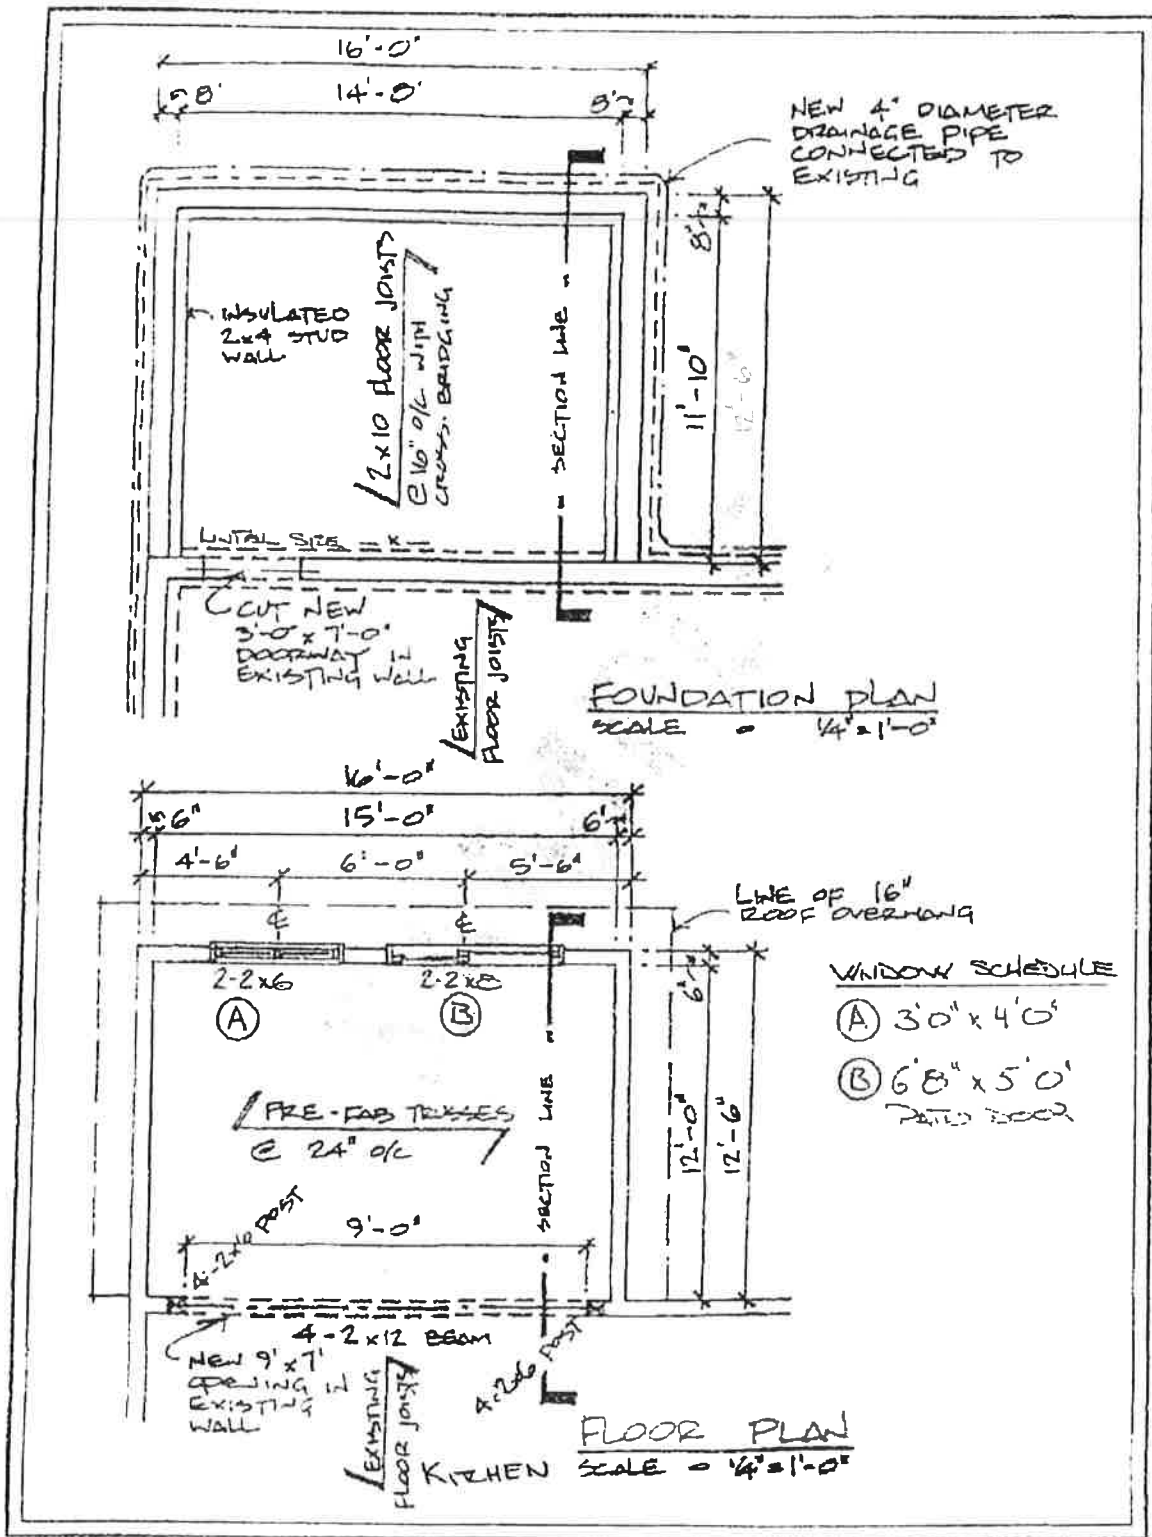 16'-0"
8"
14'-8"
8"
NEW 4" DIAMETER
DRAINAGE PIPE
CONNECTED TO
EXISTING
8"
INSULATED
2x4 STUD
WALL
2x10 FLOOR JOISTS
@ 16" O/C WITH
CROSS. BRIDGING
SECTION LINE
11'-10"
12'-6"
LINTAL SIZE — x —
CUT NEW
3'-0" x 7'-0"
DOORWAY IN
EXISTING WALL
EXISTING
FLOOR JOISTS
FOUNDATION PLAN
SCALE - 1/4" = 1'-0"
16'-0"
6"
15'-0"
6"
4'-6"
6'-0"
5'-6"
LINE OF 16"
ROOF OVERHANG
2-2x6
2-2x8
A
B
6"
WINDOW SCHEDULE
A 3'0" x 4'0"
B 6'8" x 5'0"
PATIO DOOR
PRE-FAB TRUSSES
@ 24" O/C
SECTION LINE
12'-0"
12'-6"
9'-0"
POST
4-2x12 BEAM
4-2x6 POST
NEW 9' x 7'
OPENING IN
EXISTING
WALL
EXISTING
FLOOR JOISTS
KITCHEN
FLOOR PLAN
SCALE - 1/4" = 1'-0"